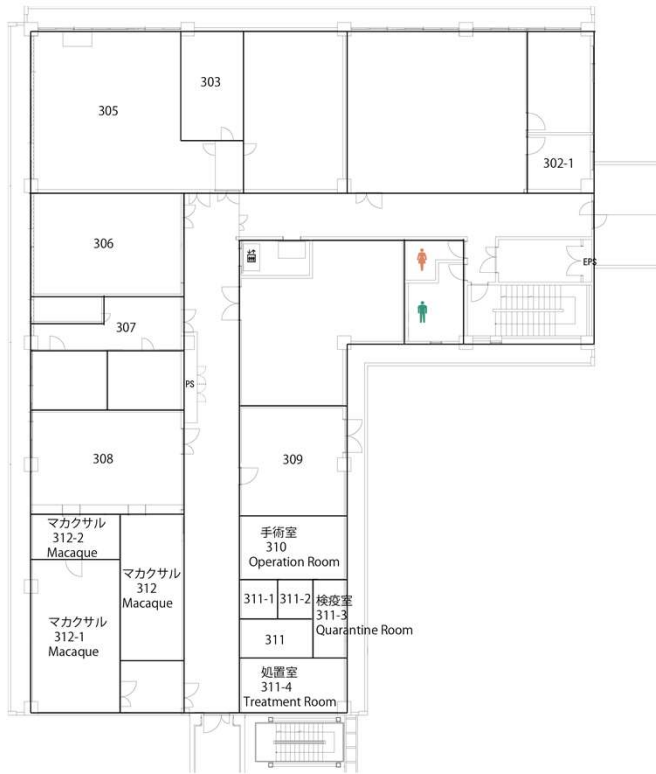 303
305
302-1
306
EPS
307
PS
308
309
マカクサル
312-2
Macaque
手術室
310
Operation Room
マカクサル
312
Macaque
311-1
311-2
検疫室
311-3
Quarantine Room
マカクサル
312-1
Macaque
311
処置室
311-4
Treatment Room